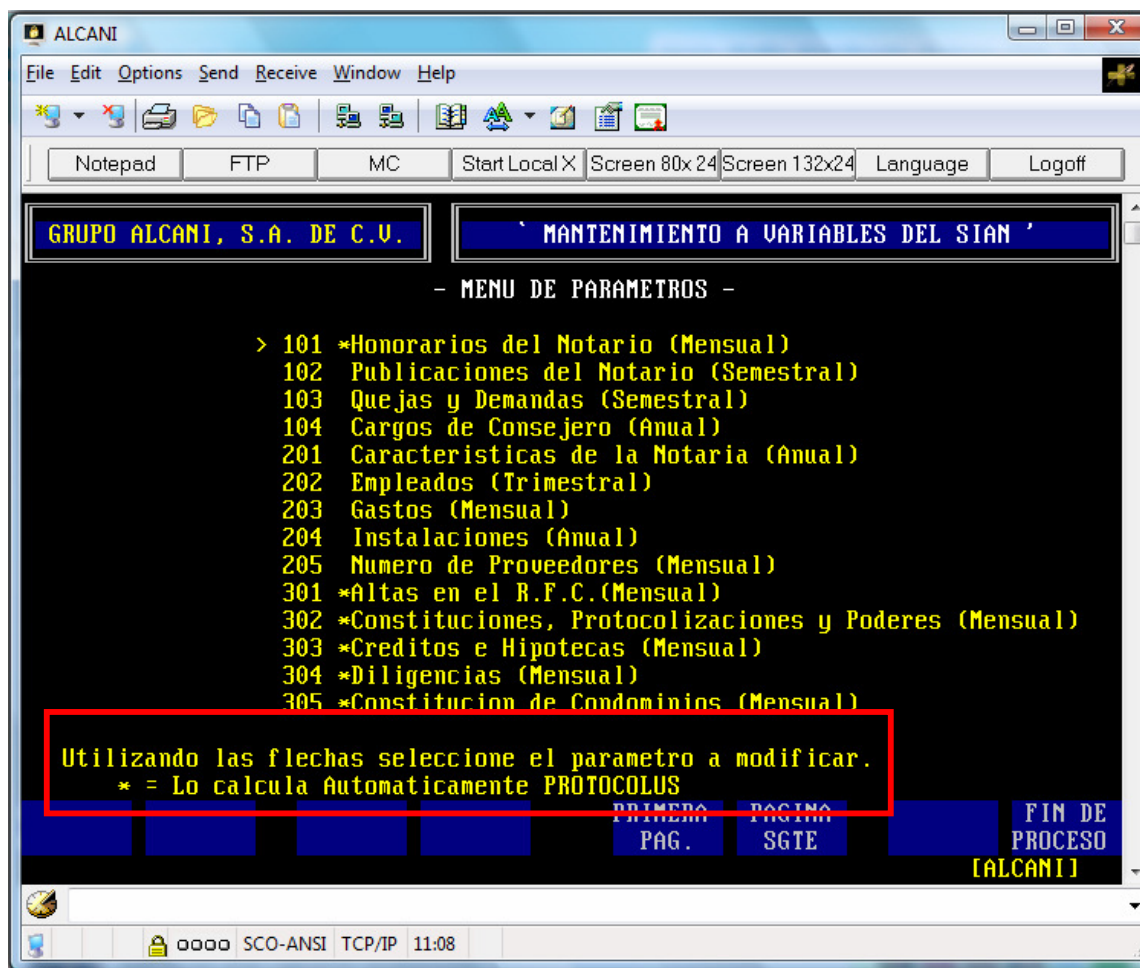 ALCANI
File Edit Options Send Receive Window Help
Notepad FTP MC Start Local X Screen 80x24 Screen 132x24 Language Logoff
GRUPO ALCANI, S.A. DE C.V. ` MANTENIMIENTO A VARIABLES DEL SIAN '
- MENU DE PARAMETROS -
> 101 *Honorarios del Notario (Mensual)
102 Publicaciones del Notario (Semestral)
103 Quejas y Demandas (Semestral)
104 Cargos de Consejero (Anual)
201 Caracteristicas de la Notaria (Anual)
202 Empleados (Trimestral)
203 Gastos (Mensual)
204 Instalaciones (Anual)
205 Numero de Proveedores (Mensual)
301 *Altas en el R.F.C.(Mensual)
302 *Constituciones, Protocolizaciones y Poderes (Mensual)
303 *Creditos e Hipotecas (Mensual)
304 *Diligencias (Mensual)
305 *Constitucion de Condominios (Mensual)
Utilizando las flechas seleccione el parametro a modificar.
* = Lo calcula Automaticamente PROTOCOLUS
PRIMERA PAGINA FIN DE
PAG. SGTE PROCESO
[ALCANI]
SCO-ANSI TCP/IP 11:08